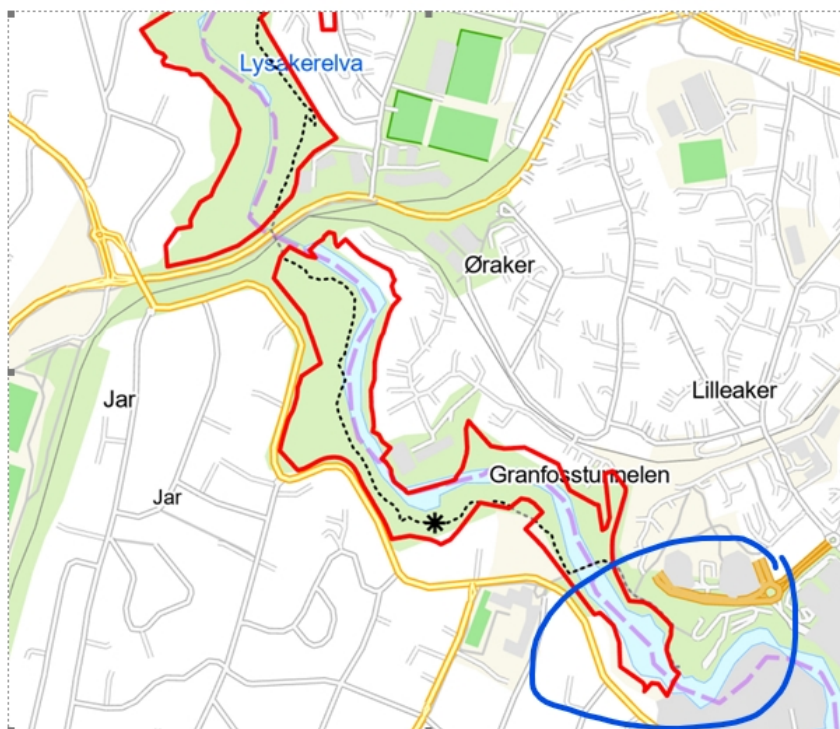 Lysakerelva
Øraker
Jar
Lilleaker
Granfosstunnelen
Jar